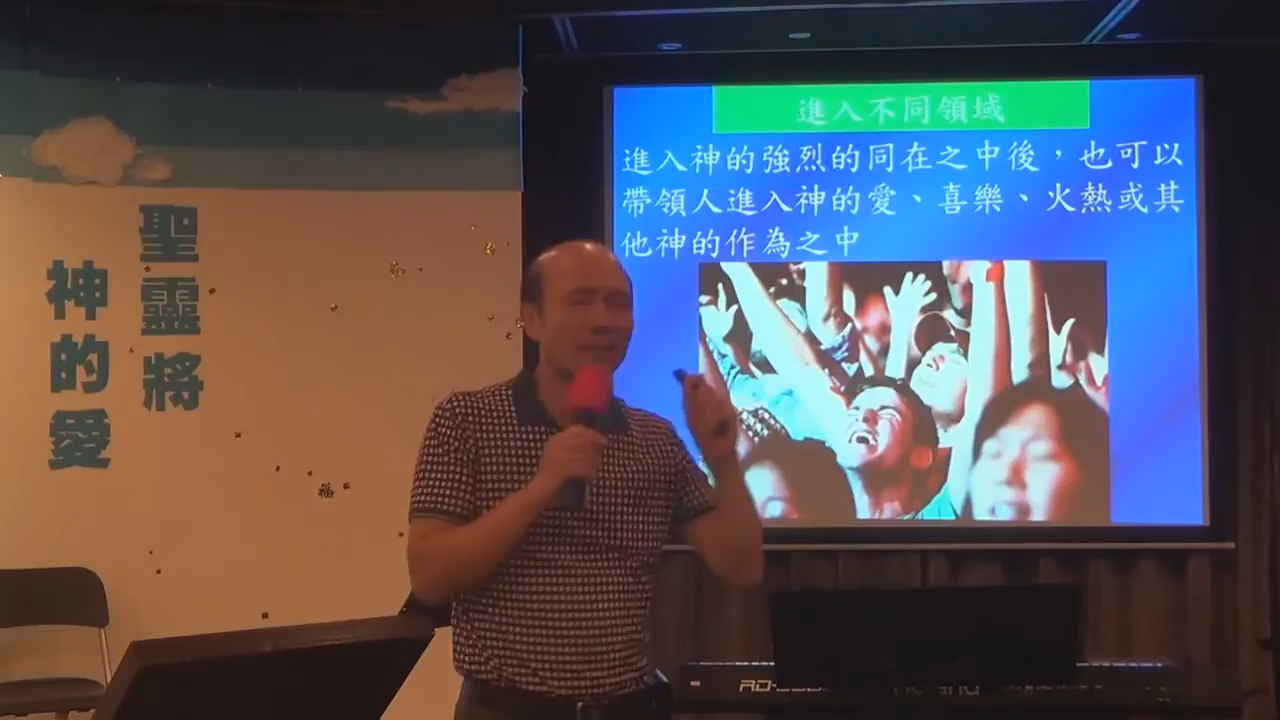 進入不同領域
進入神的強烈的同在之中後，也可以
帶領人進入神的愛、喜樂、火熱或其
他神的作為之中
聖靈將
神的愛
福
RD-